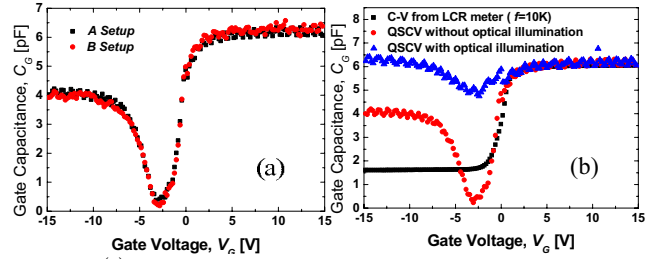 Gate Capacitance, C_G [pF]
7
6
5
4
3
2
1
0
A Setup
B Setup
(a)
-15 -10 -5 0 5 10 15
Gate Voltage, V_G [V]
Gate Capacitance, C_G [pF]
8
7
6
5
4
3
2
1
0
C-V from LCR meter ( f=10K)
QSCV without optical illumination
QSCV with optical illumination
(b)
-15 -10 -5 0 5 10 15
Gate Voltage, V_G [V]